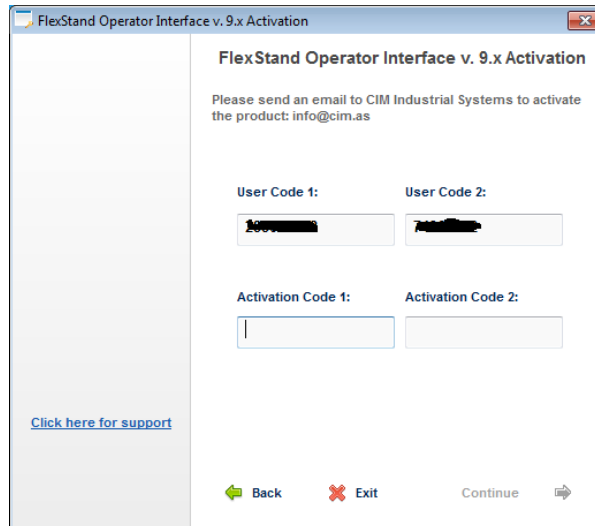 FlexStand Operator Interface v. 9.x Activation
FlexStand Operator Interface v. 9.x Activation
Please send an email to CIM Industrial Systems to activate
the product: info@cim.as
User Code 1: User Code 2:
Activation Code 1: Activation Code 2:
Click here for support
Back Exit Continue